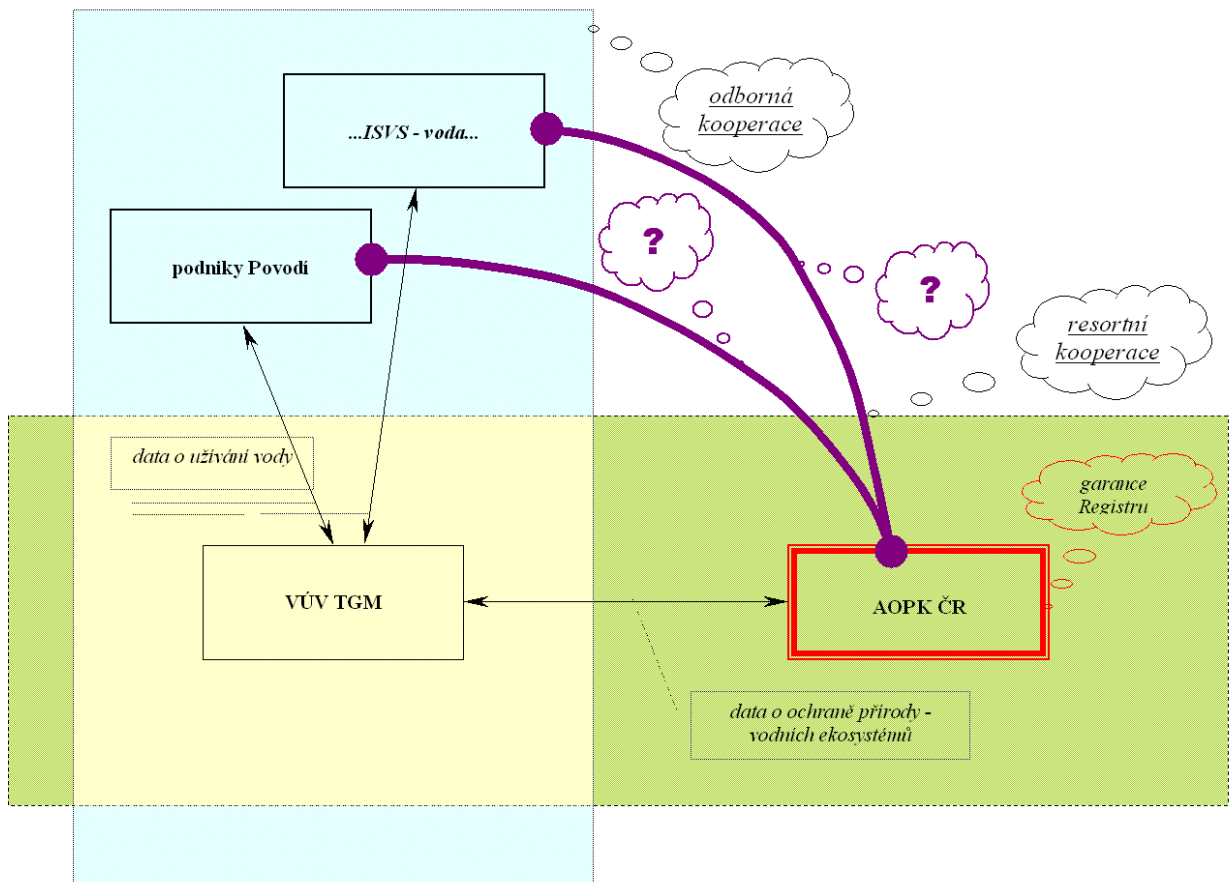 odborná
kooperace
...ISVS - voda...
?
podniky Povodí
?
resortní
kooperace
data o užívání vody
garance
Registru
VÚV TGM
AOPK ČR
data o ochraně přírody -
vodních ekosystémů